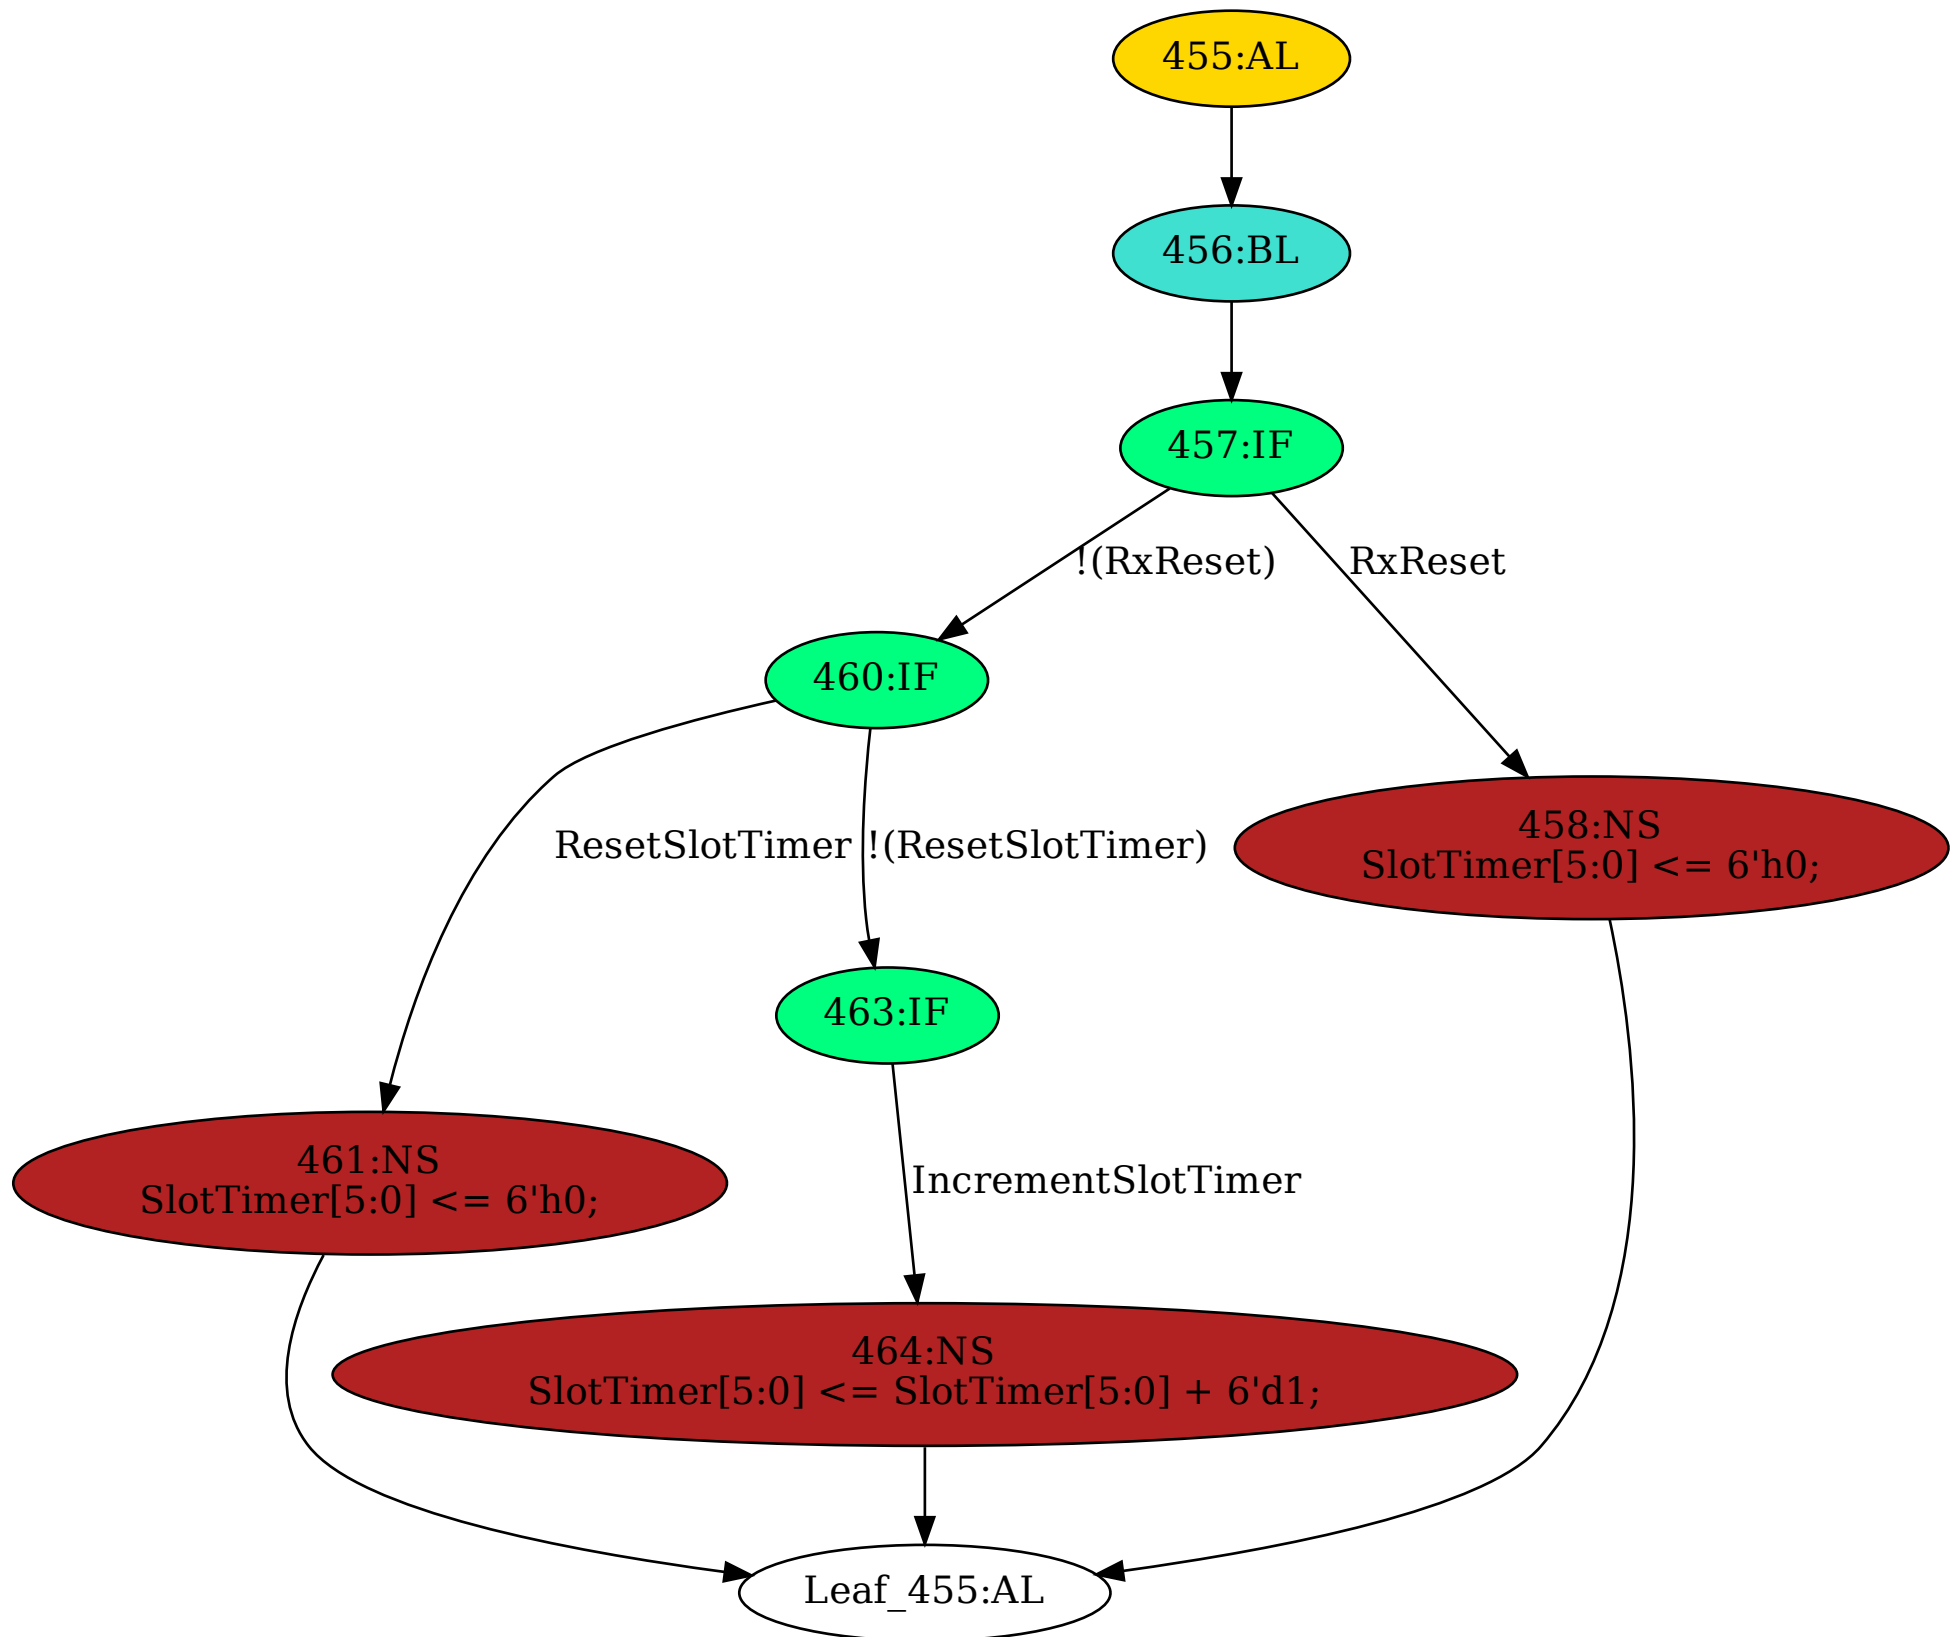 455:AL
456:BL
457:IF
!(RxReset)
RxReset
460:IF
458:NS
SlotTimer[5:0] <= 6'h0;
ResetSlotTimer
!(ResetSlotTimer)
463:IF
461:NS
SlotTimer[5:0] <= 6'h0;
IncrementSlotTimer
464:NS
SlotTimer[5:0] <= SlotTimer[5:0] + 6'd1;
Leaf_455:AL